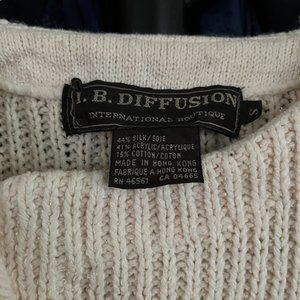 I. B. DIFFUSION
INTERNATIONAL BOUTIQUE
S
44% SILK/SOIE
41% ACRYLIC/ACRYLIQUE
15% COTTON/COTON
MADE IN HONG KONG
FABRIQUE A HONG KONG
RN 46561 CA 04665